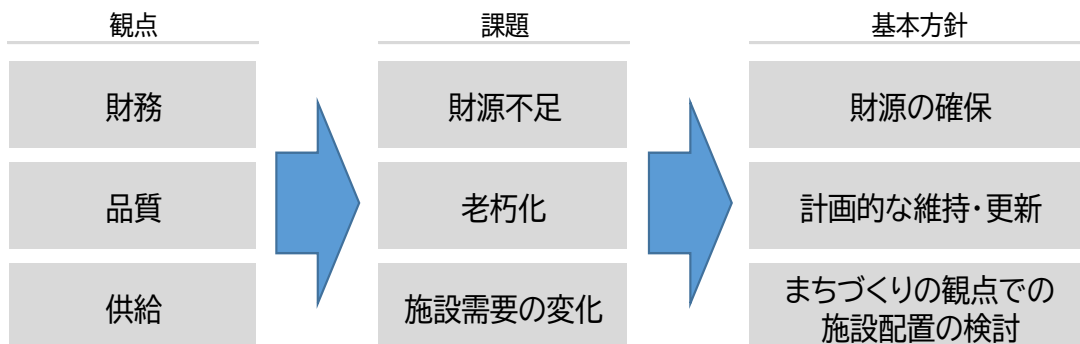 観点
課題
基本方針
財務
財源不足
財源の確保
品質
老朽化
計画的な維持・更新
供給
施設需要の変化
まちづくりの観点での
施設配置の検討